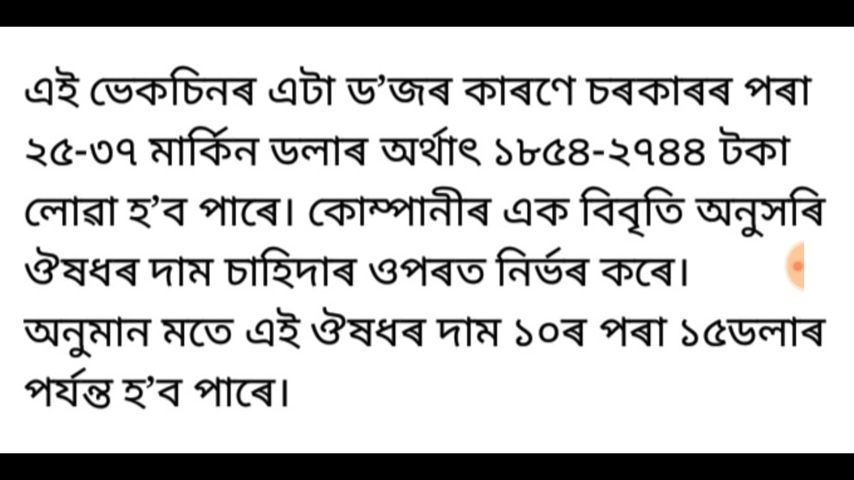 এই ভেকচিনৰ এটা ড’জৰ কাৰণে চৰকাৰৰ পৰা
২৫-৩৭ মাৰ্কিন ডলাৰ অৰ্থাৎ ১৮৫৪-২৭৪৪ টকা
লোৱা হ’ব পাৰে। কোম্পানীৰ এক বিবৃতি অনুসৰি
ঔষধৰ দাম চাহিদাৰ ওপৰত নিৰ্ভৰ কৰে।
অনুমান মতে এই ঔষধৰ দাম ১০ৰ পৰা ১৫ডলাৰ
পৰ্যন্ত হ’ব পাৰে।